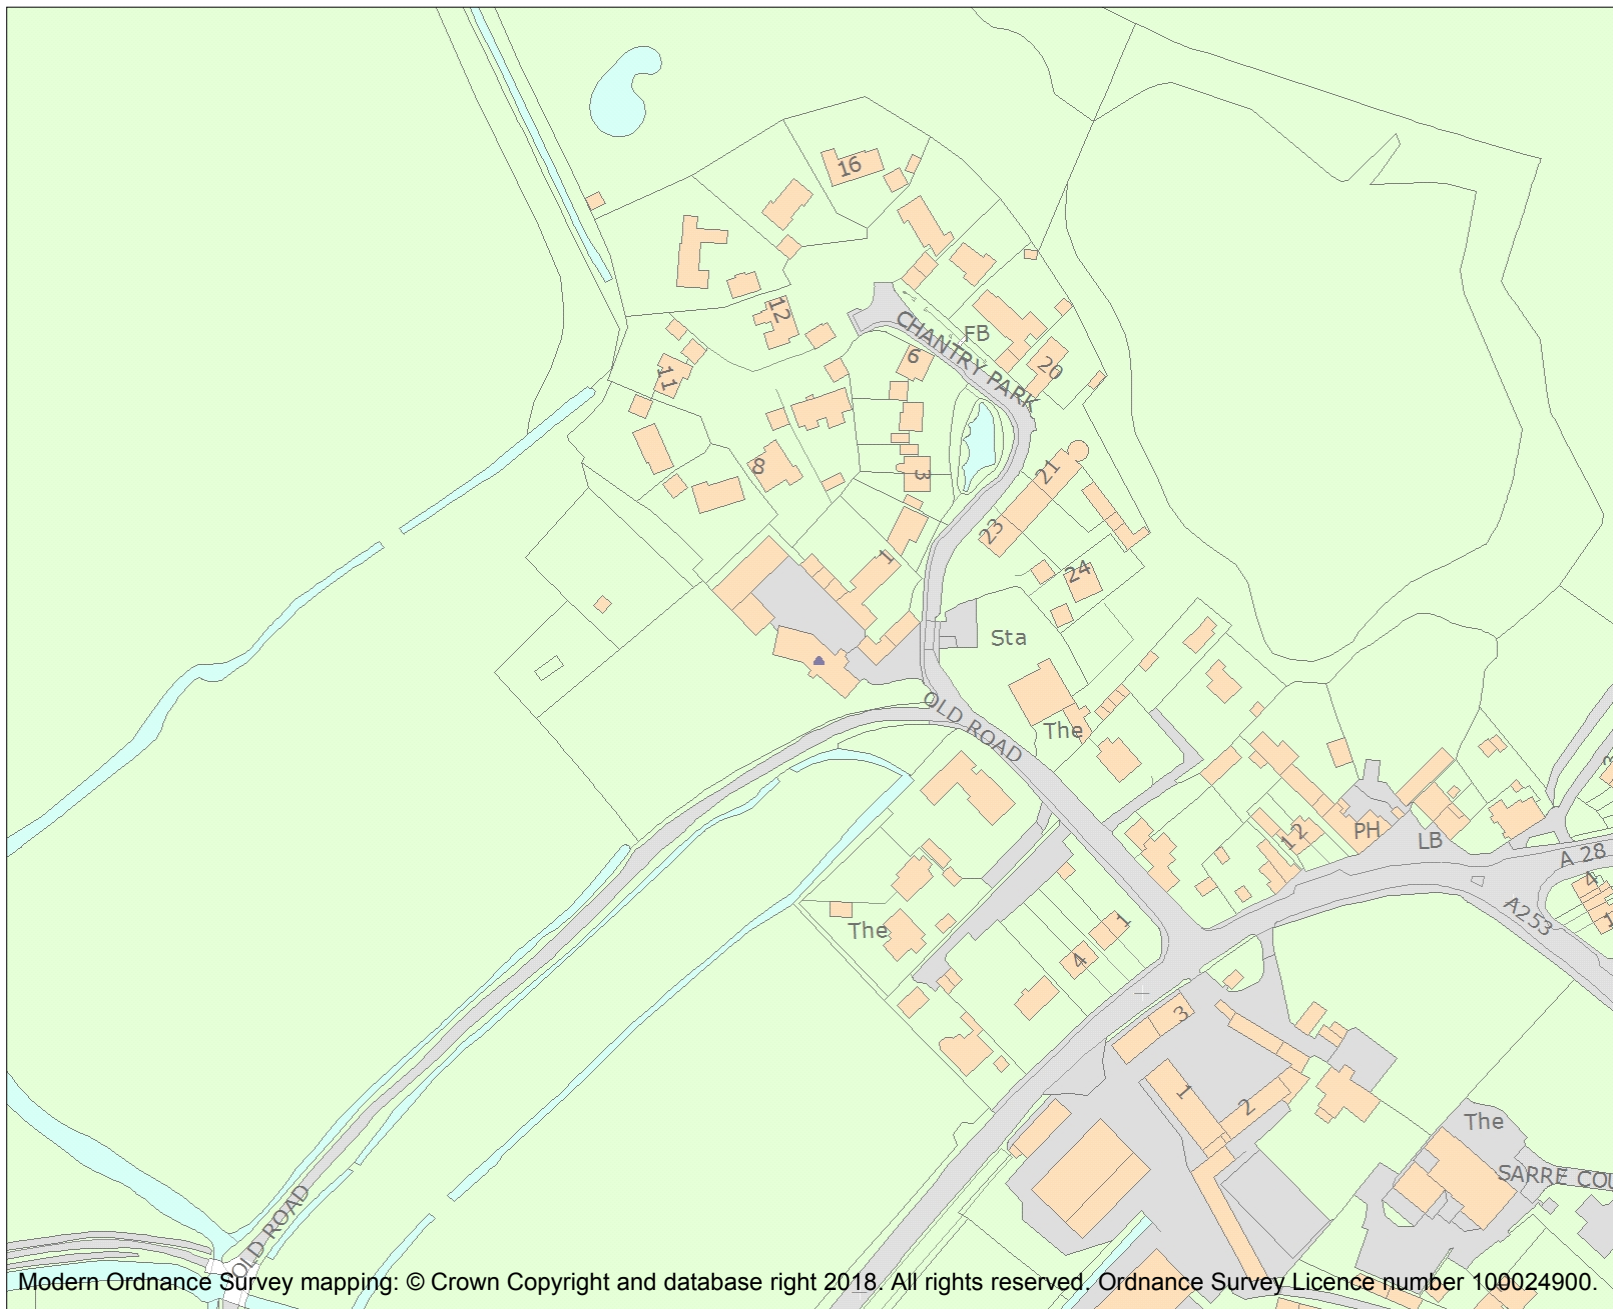 16
12
CHANTRY PARK
FB
6
20
11
8
3
21
23
1
24
Sta
OLD ROAD
The
12
PH
LB
A 28
4
A253
The
1
4
3
1
2
The
SARRE COU
OLD ROAD
Modern Ordnance Survey mapping: © Crown Copyright and database right 2018. All rights reserved. Ordnance Survey Licence number 100024900.